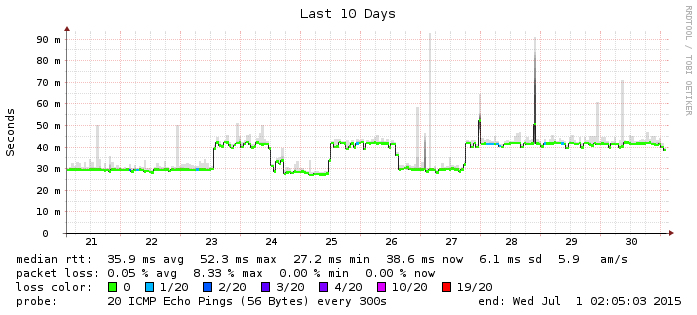 Last 10 Days
RRDTOOL / TOBI OETIKER
Seconds
90 m
80 m
70 m
60 m
50 m
40 m
30 m
20 m
10 m
0
21 22 23 24 25 26 27 28 29 30
median rtt: 35.9 ms avg 52.3 ms max 27.2 ms min 38.6 ms now 6.1 ms sd 5.9 am/s
packet loss: 0.05 % avg 8.33 % max 0.00 % min 0.00 % now
loss color: 0 1/20 2/20 3/20 4/20 10/20 19/20
probe: 20 ICMP Echo Pings (56 Bytes) every 300s end: Wed Jul 1 02:05:03 2015